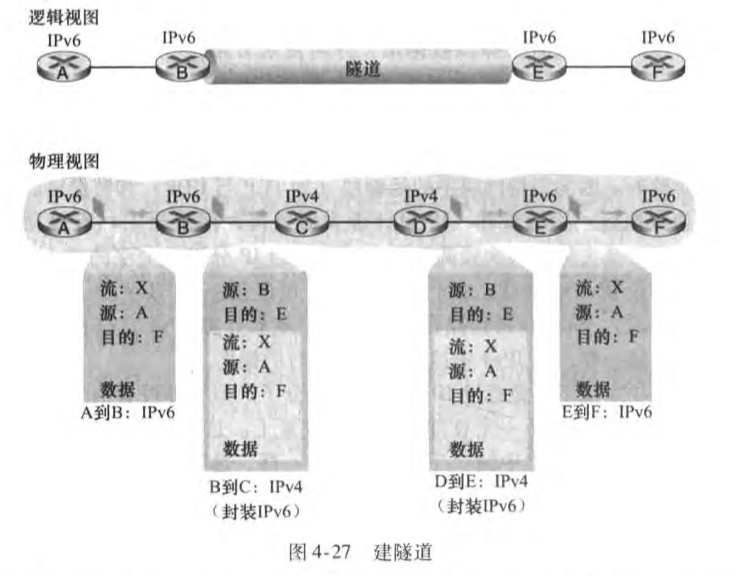 逻辑视图
IPv6 IPv6 IPv6 IPv6
A B 隧道 E F
物理视图
IPv6 IPv6 IPv4 IPv4 IPv6 IPv6
A B C D E F
流：X
源：A
目的：F
数据
A到B：IPv6
源：B
目的：E
流：X
源：A
目的：F
数据
B到C：IPv4
（封装IPv6）
源：B
目的：E
流：X
源：A
目的：F
数据
D到E：IPv4
（封装IPv6）
流：X
源：A
目的：F
数据
E到F：IPv6
图4-27 建隧道